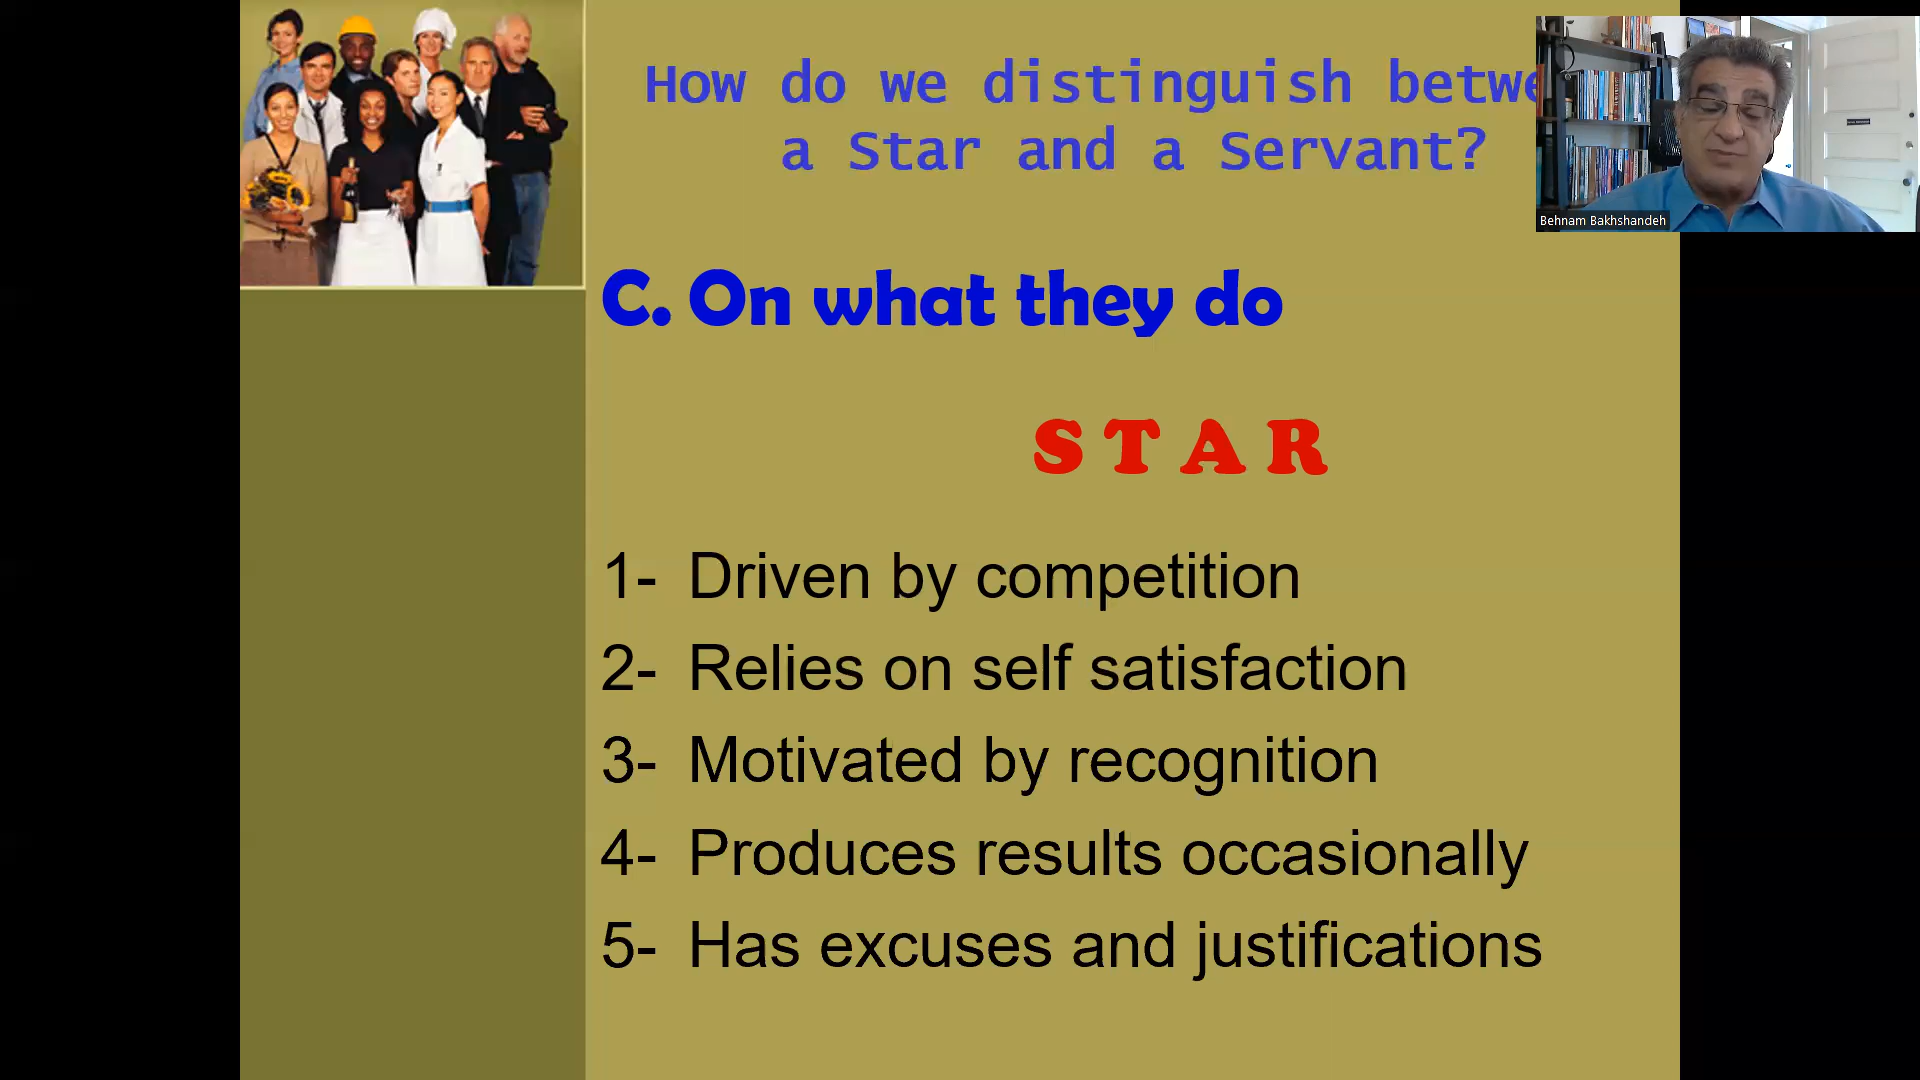 How do we distinguish betwe
a Star and a Servant?
Behnam Bakhshandeh
C. On what they do
STAR
1- Driven by competition
2- Relies on self satisfaction
3- Motivated by recognition
4- Produces results occasionally
5- Has excuses and justifications